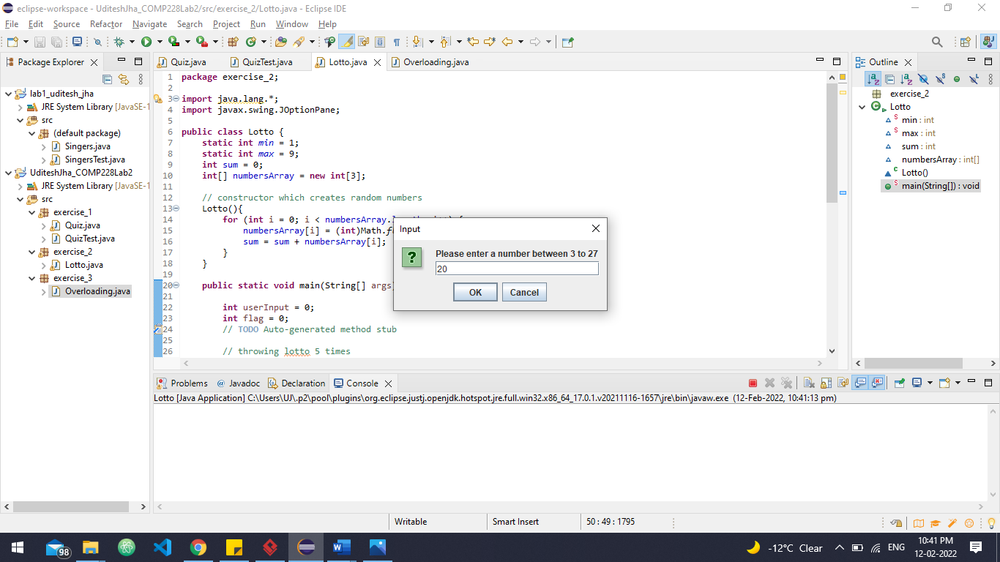 eclipse-workspace - UditeshJha_COMP228Lab2/src/exercise_2/Lotto.java - Eclipse IDE
File Edit Source Refactor Navigate Search Project Run Window Help
Package Explorer
lab1_uditesh_jha
JRE System Library [JavaSE-1
src
(default package)
Singers.java
SingersTest.java
UditeshJha_COMP228Lab2
JRE System Library [JavaSE-1
src
exercise_1
Quiz.java
QuizTest.java
exercise_2
Lotto.java
exercise_3
Overloading.java
Quiz.java QuizTest.java Lotto.java Overloading.java
1 package exercise_2;
2
3 import java.lang.*;
4 import javax.swing.JOptionPane;
5
6 public class Lotto {
7 static int min = 1;
8 static int max = 9;
9 int sum = 0;
10 int[] numbersArray = new int[3];
11
12 // constructor which creates random numbers
13 Lotto(){
14 for (int i = 0; i < numbersArray.
15 numbersArray[i] = (int)Math.
16 sum = sum + numbersArray[i];
17 }
18 }
19
20 public static void main(String[] args)
21
22 int userInput = 0;
23 int flag = 0;
24 // TODO Auto-generated method stub
25
26 // throwing lotto 5 times
Input
Please enter a number between 3 to 27
20
OK Cancel
Outline
exercise_2
Lotto
min : int
max : int
sum : int
numbersArray : int[]
Lotto()
main(String[]) : void
Problems Javadoc Declaration Console
Lotto [Java Application] C:\Users\UJ\.p2\pool\plugins\org.eclipse.justj.openjdk.hotspot.jre.full.win32.x86_64_17.0.1.v20211116-1657\jre\bin\javaw.exe (12-Feb-2022, 10:41:13 pm)
Writable Smart Insert 50 : 49 : 1795
98
-12°C Clear ENG 10:41 PM
12-02-2022